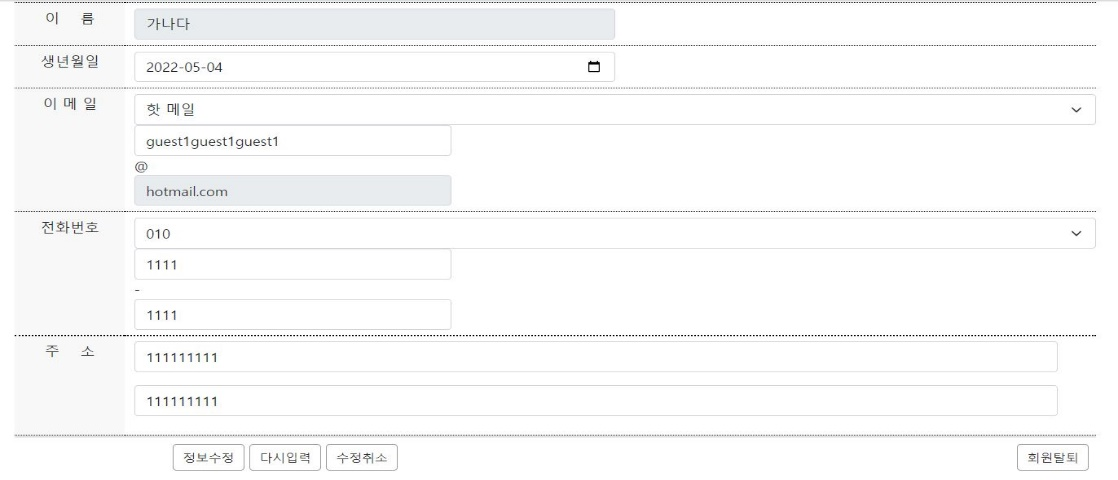 이 름 가나다
생년월일 2022-05-04
이 메 일 핫 메일
guest1guest1guest1
@
hotmail.com
전화번호 010
1111
-
1111
주 소 111111111
111111111
정보수정 다시입력 수정취소 회원탈퇴